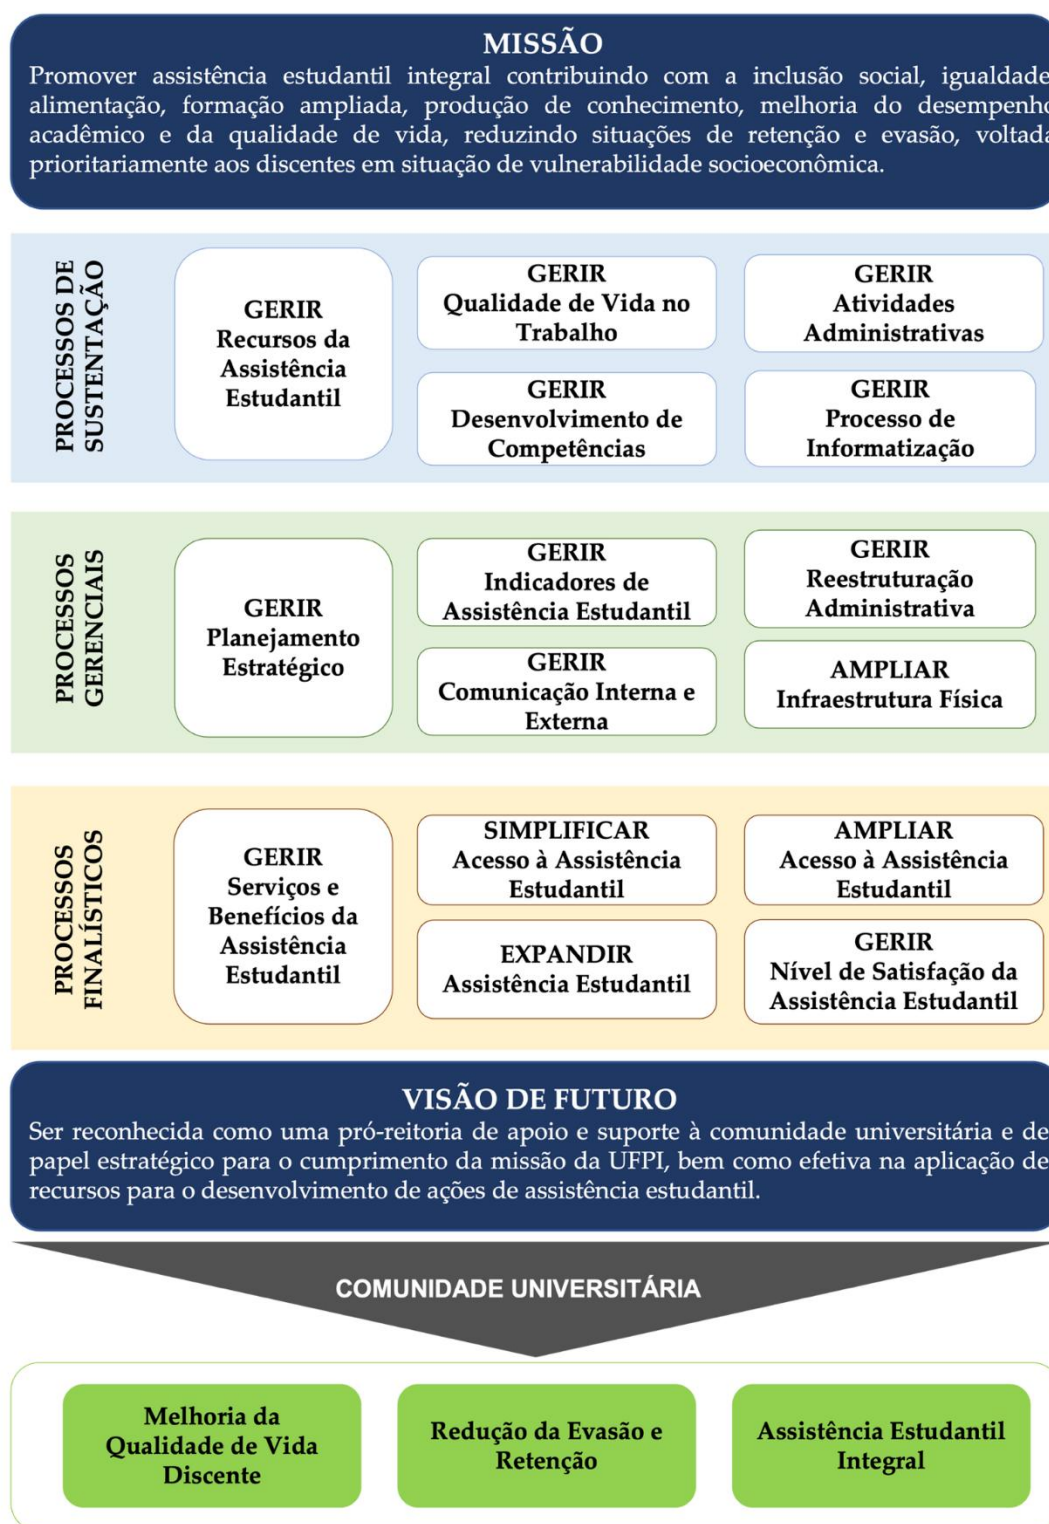 MISSÃO
Promover assistência estudantil integral contribuindo com a inclusão social, igualdade
alimentação, formação ampliada, produção de conhecimento, melhoria do desempenho
acadêmico e da qualidade de vida, reduzindo situações de retenção e evasão, voltada
prioritariamente aos discentes em situação de vulnerabilidade socioeconômica.
PROCESSOS DE
SUSTENTAÇÃO
GERIR
Recursos da
Assistência
Estudantil
GERIR
Qualidade de Vida no
Trabalho
GERIR
Atividades
Administrativas
GERIR
Desenvolvimento de
Competências
GERIR
Processo de
Informatização
PROCESSOS
GERENCIAIS
GERIR
Planejamento
Estratégico
GERIR
Indicadores de
Assistência Estudantil
GERIR
Reestruturação
Administrativa
GERIR
Comunicação Interna e
Externa
AMPLIAR
Infraestrutura Física
PROCESSOS
FINALÍSTICOS
GERIR
Serviços e
Benefícios da
Assistência
Estudantil
SIMPLIFICAR
Acesso à Assistência
Estudantil
AMPLIAR
Acesso à Assistência
Estudantil
EXPANDIR
Assistência Estudantil
GERIR
Nível de Satisfação da
Assistência Estudantil
VISÃO DE FUTURO
Ser reconhecida como uma pró-reitoria de apoio e suporte à comunidade universitária e de
papel estratégico para o cumprimento da missão da UFPI, bem como efetiva na aplicação de
recursos para o desenvolvimento de ações de assistência estudantil.
COMUNIDADE UNIVERSITÁRIA
Melhoria da
Qualidade de Vida
Discente
Redução da Evasão e
Retenção
Assistência Estudantil
Integral